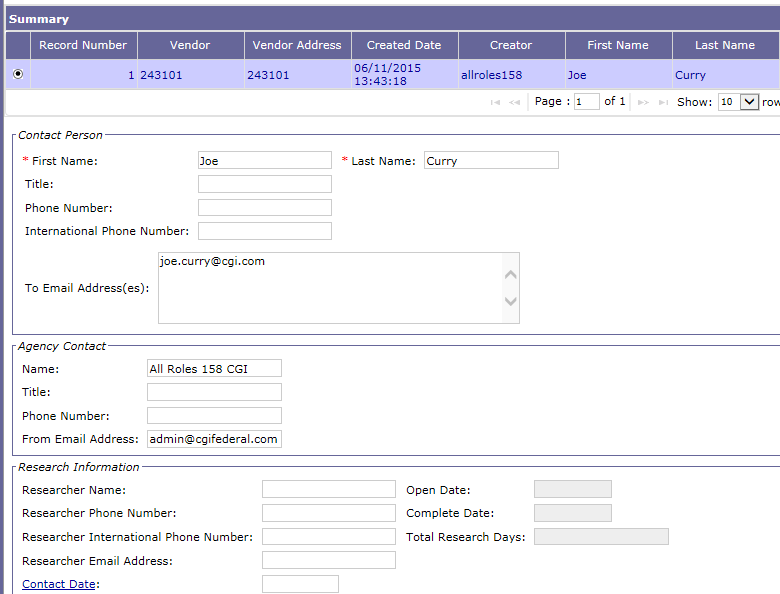 Summary
Record Number Vendor Vendor Address Created Date Creator First Name Last Name
1 243101 243101 06/11/2015 13:43:18 allroles158 Joe Curry
Page : 1 of 1 Show: 10 row
Contact Person
* First Name: Joe * Last Name: Curry
Title:
Phone Number:
International Phone Number:
To Email Address(es): joe.curry@cgi.com
Agency Contact
Name: All Roles 158 CGI
Title:
Phone Number:
From Email Address: admin@cgifederal.com
Research Information
Researcher Name: Open Date:
Researcher Phone Number: Complete Date:
Researcher International Phone Number: Total Research Days:
Researcher Email Address:
Contact Date: